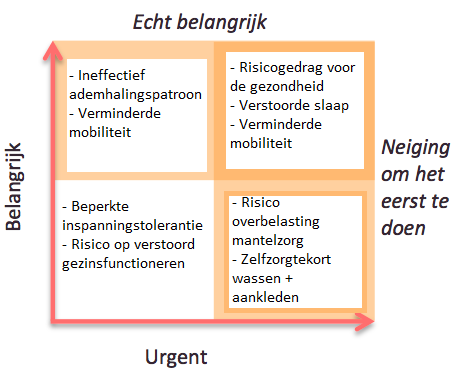 Echt belangrijk
- Ineffectief
ademhalingspatroon
- Verminderde
mobiliteit
- Risicogedrag voor
de gezondheid
- Verstoorde slaap
- Verminderde
mobiliteit
Neiging
om het
eerst te
doen
Belangrijk
- Beperkte
inspanningstolerantie
- Risico op verstoord
gezinsfunctioneren
- Risico
overbelasting
mantelzorg
- Zelfzorgtekort
wassen +
aankleden
Urgent